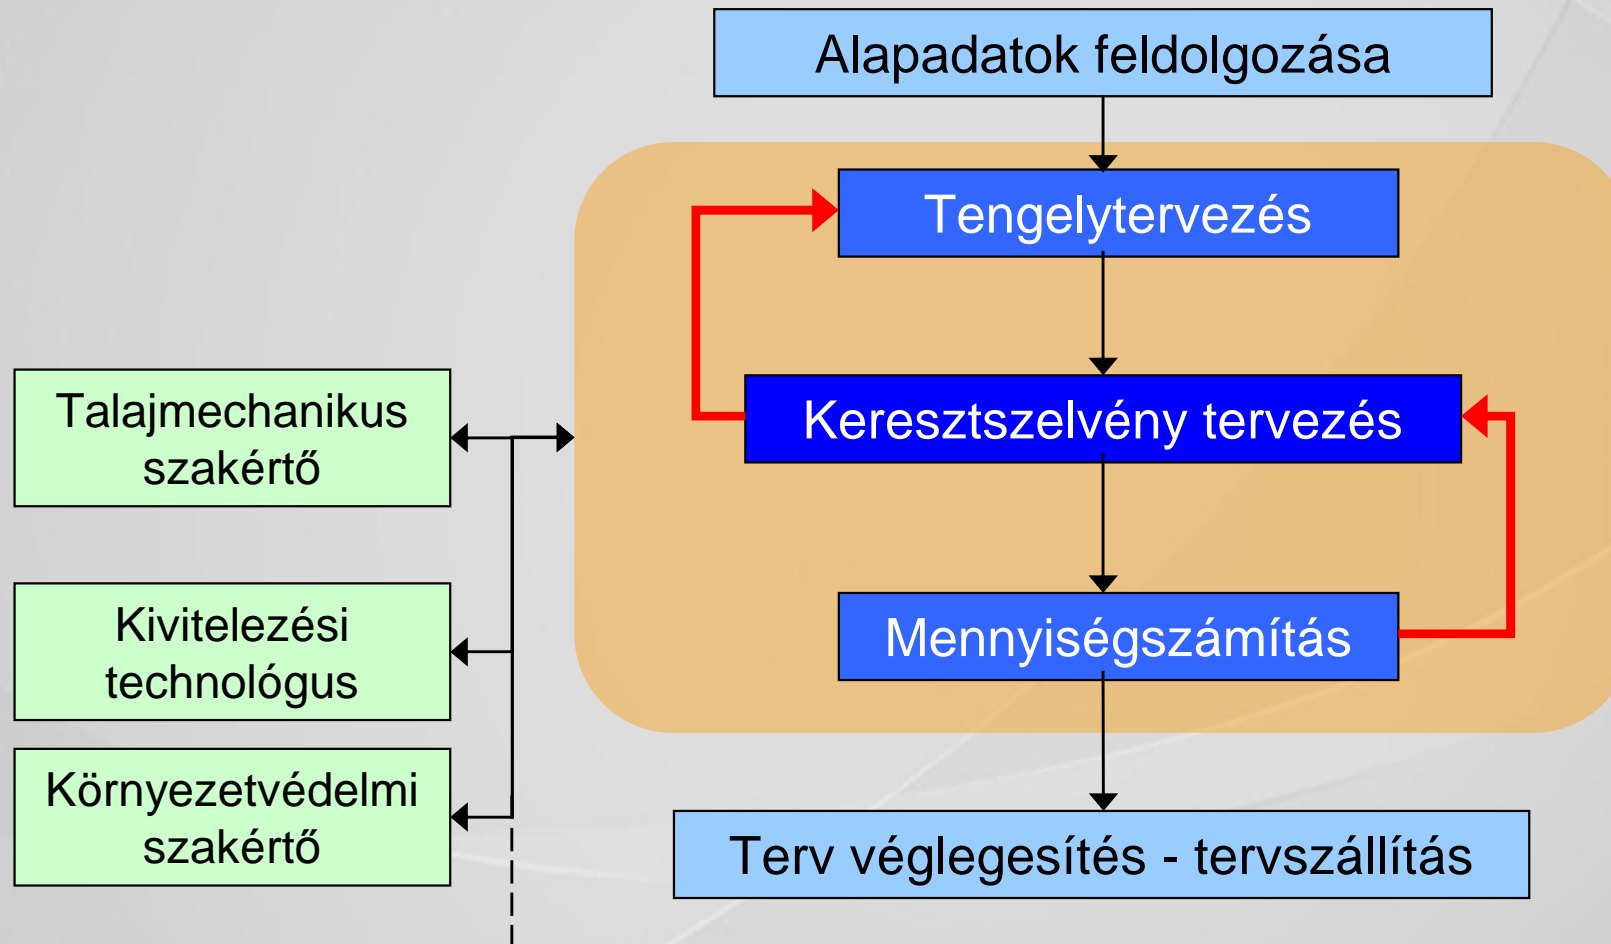 Alapadatok feldolgozása
Tengelytervezés
Keresztszelvény tervezés
Mennyiségszámítás
Terv véglegesítés - tervszállítás
Talajmechanikus
szakértő
Kivitelezési
technológus
Környezetvédelmi
szakértő